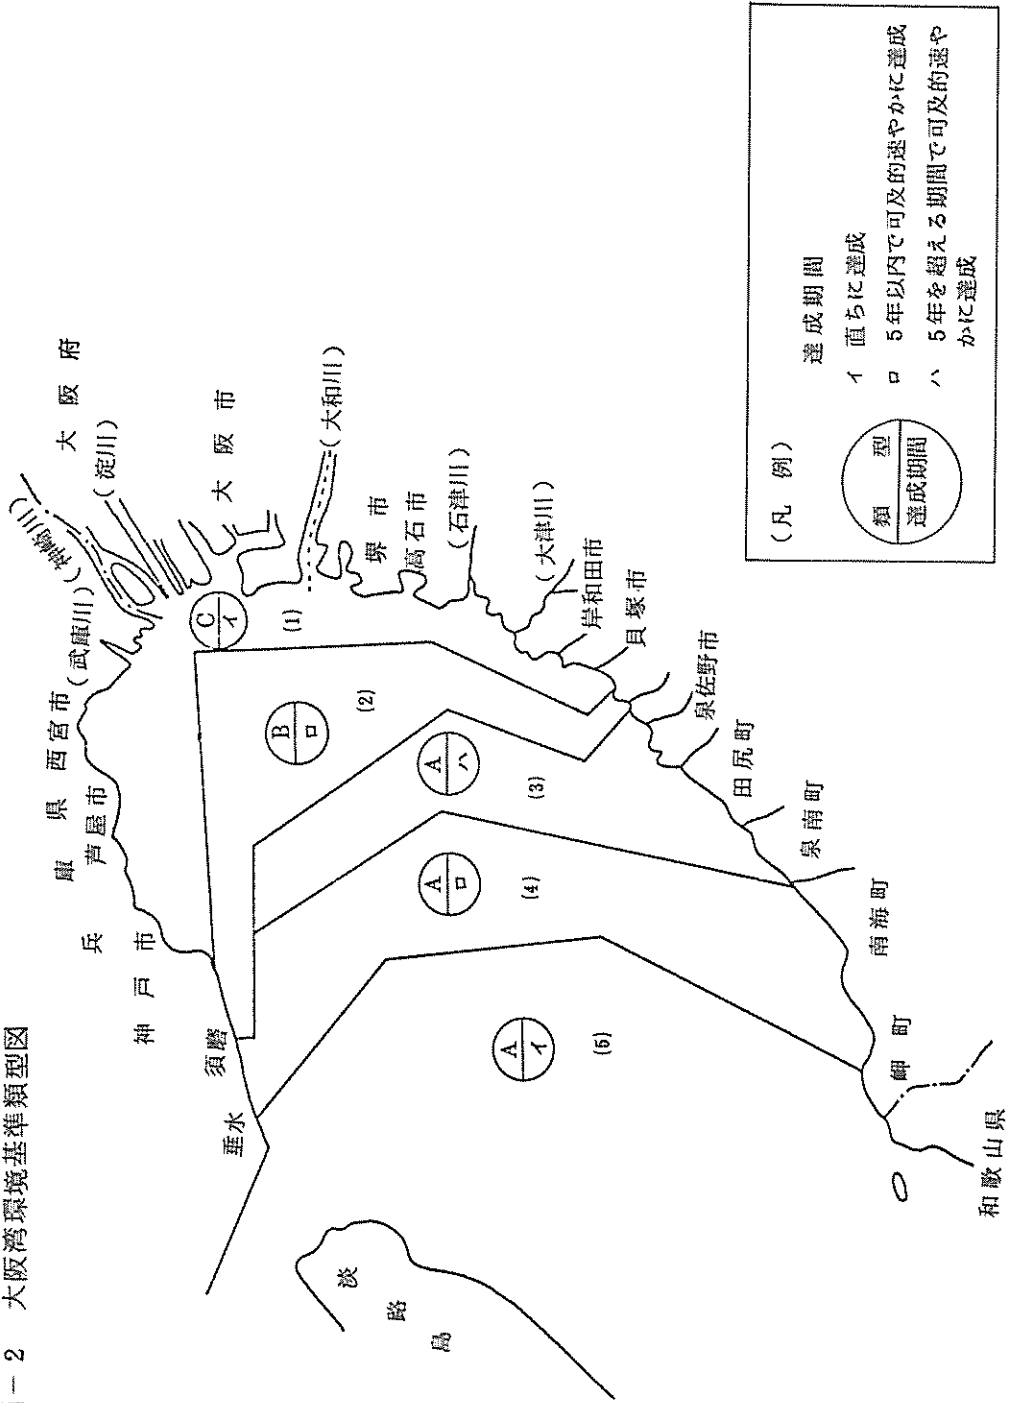 －2　大阪湾環境基準類型図
兵庫県
神戸市
芦屋市
西宮市
(武庫川)
(神崎川)
(淀川)
大阪府
大阪市
(大和川)
堺市
高石市
(石津川)
(大津川)
岸和田市
貝塚市
泉佐野市
田尻町
泉南町
南海町
岬町
和歌山県
須磨
垂水
淡路島
C
イ
(1)
B
ロ
(2)
A
ハ
(3)
A
ロ
(4)
A
イ
(5)
(凡例)
類型
達成期間
達成期間
イ　直ちに達成
ロ　5年以内で可及的速やかに達成
ハ　5年を超える期間で可及的速や
かに達成